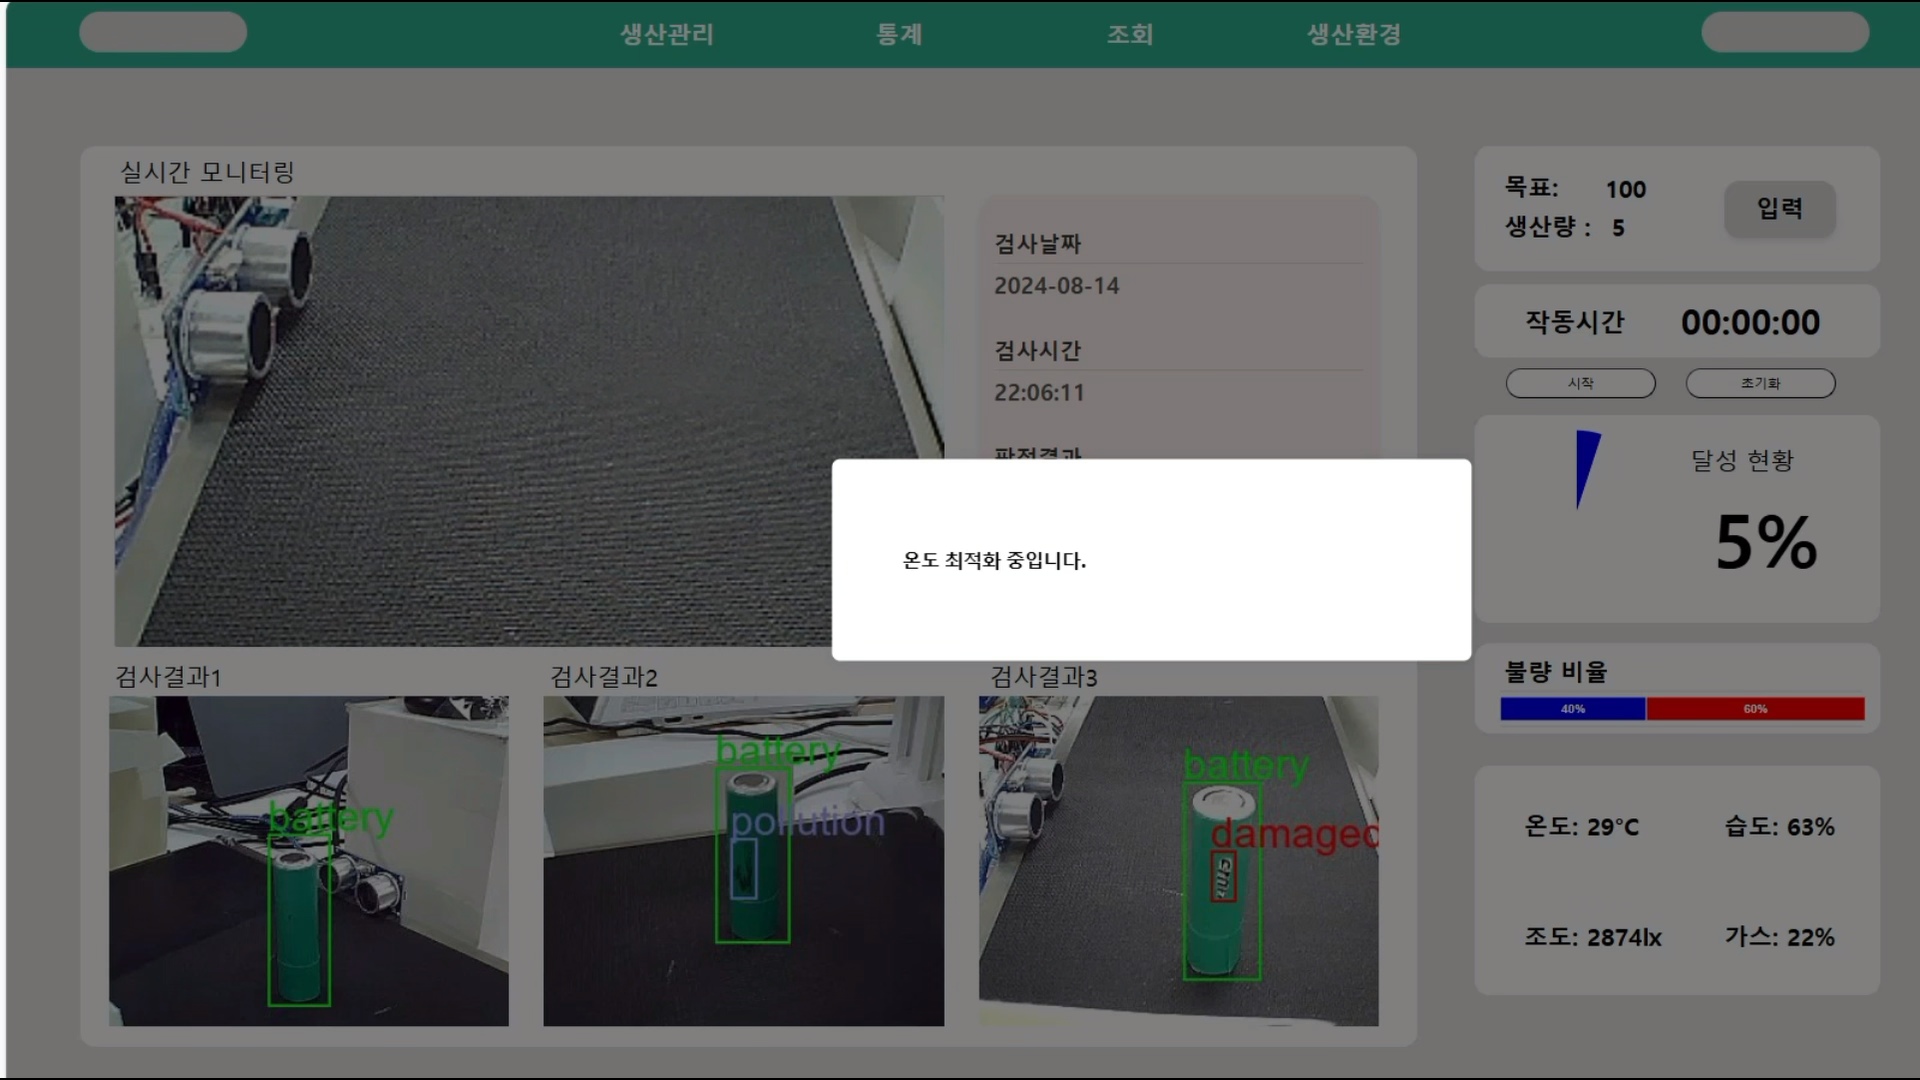 생산관리 통계 조회 생산환경
실시간 모니터링
검사날짜
2024-08-14
검사시간
22:06:11
판정결과
온도 최적화 중입니다.
검사결과1
battery
검사결과2
battery
pollution
검사결과3
battery
damaged
목표: 100
생산량 : 5
입력
작동시간 00:00:00
시작 초기화
달성 현황
5%
불량 비율
40% 60%
온도: 29°C 습도: 63%
조도: 2874lx 가스: 22%